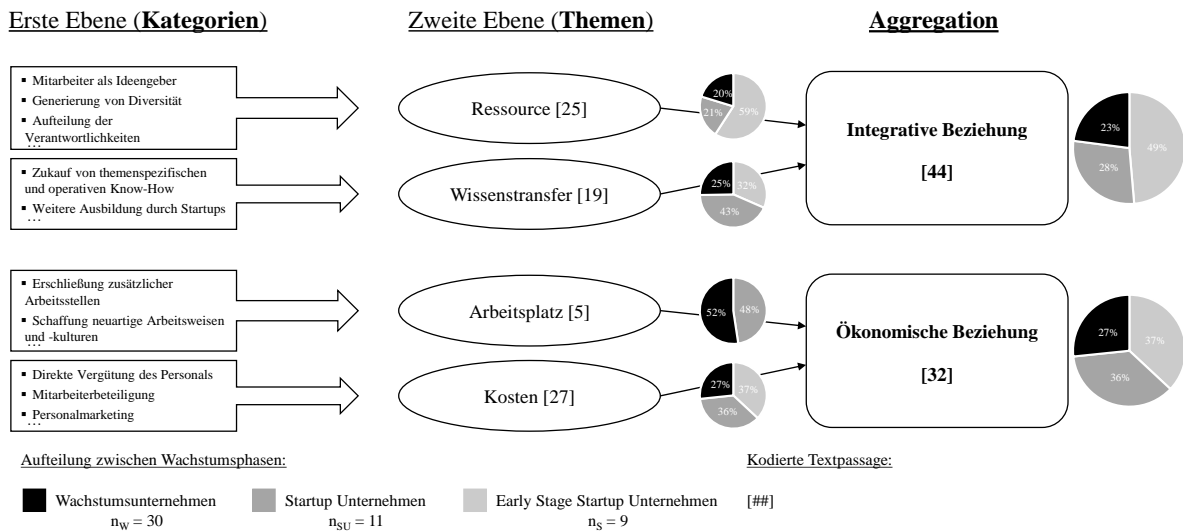 Erste Ebene (Kategorien)
Zweite Ebene (Themen)
Aggregation
▪ Mitarbeiter als Ideengeber
▪ Generierung von Diversität
▪ Aufteilung der
Verantwortlichkeiten
…
Ressource [25]
20%
21%
59%
▪ Zukauf von themenspezifischen
und operativen Know-How
▪ Weitere Ausbildung durch Startups
…
Wissenstransfer [19]
25%
32%
43%
Integrative Beziehung
[44]
23%
28%
49%
▪ Erschließung zusätzlicher
Arbeitsstellen
▪ Schaffung neuartige Arbeitsweisen
und -kulturen
…
Arbeitsplatz [5]
52%
48%
▪ Direkte Vergütung des Personals
▪ Mitarbeiterbeteiligung
▪ Personalmarketing
…
Kosten [27]
27%
37%
36%
Ökonomische Beziehung
[32]
27%
37%
36%
Aufteilung zwischen Wachstumsphasen:
Kodierte Textpassage:
Wachstumsunternehmen
n_W = 30
Startup Unternehmen
n_SU = 11
Early Stage Startup Unternehmen
n_S = 9
[##]